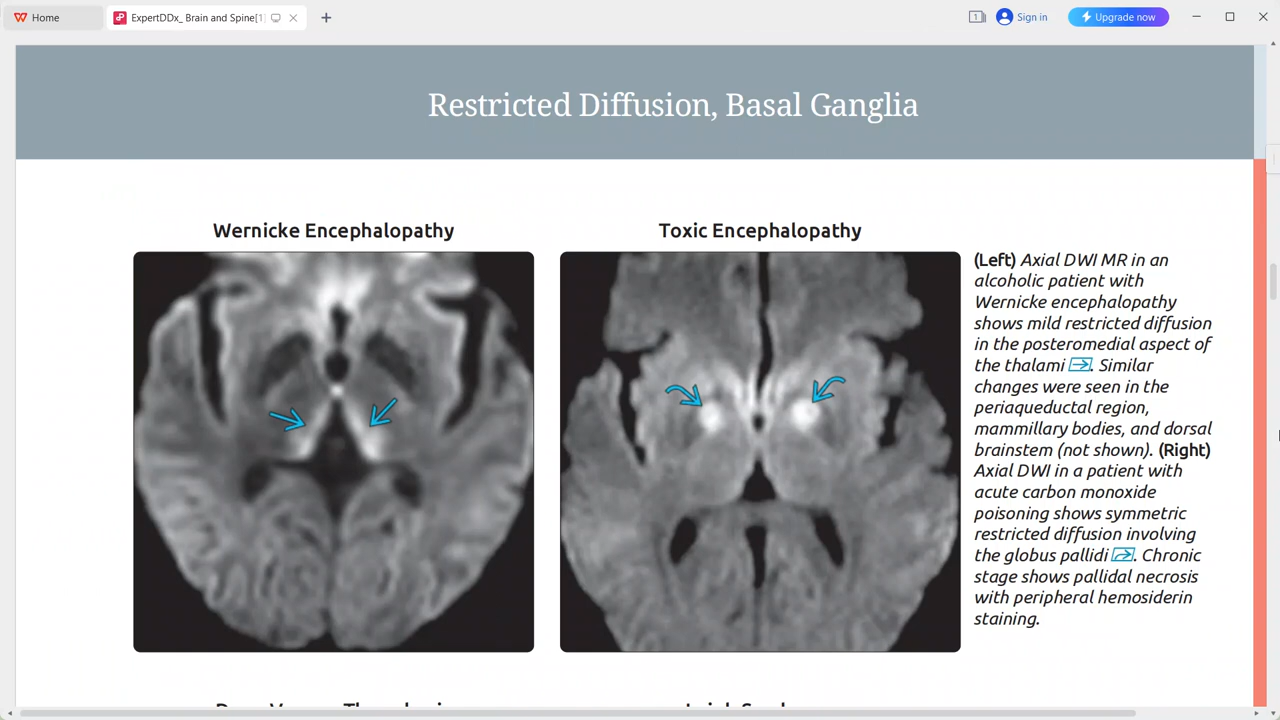 Home
ExpertDDx_ Brain and Spine[1]
1
Sign in
Upgrade now
Restricted Diffusion, Basal Ganglia
Wernicke Encephalopathy
Toxic Encephalopathy
(Left) Axial DWI MR in an
alcoholic patient with
Wernicke encephalopathy
shows mild restricted diffusion
in the posteromedial aspect of
the thalami. Similar
changes were seen in the
periaqueductal region,
mammillary bodies, and dorsal
brainstem (not shown). (Right)
Axial DWI in a patient with
acute carbon monoxide
poisoning shows symmetric
restricted diffusion involving
the globus pallidi. Chronic
stage shows pallidal necrosis
with peripheral hemosiderin
staining.